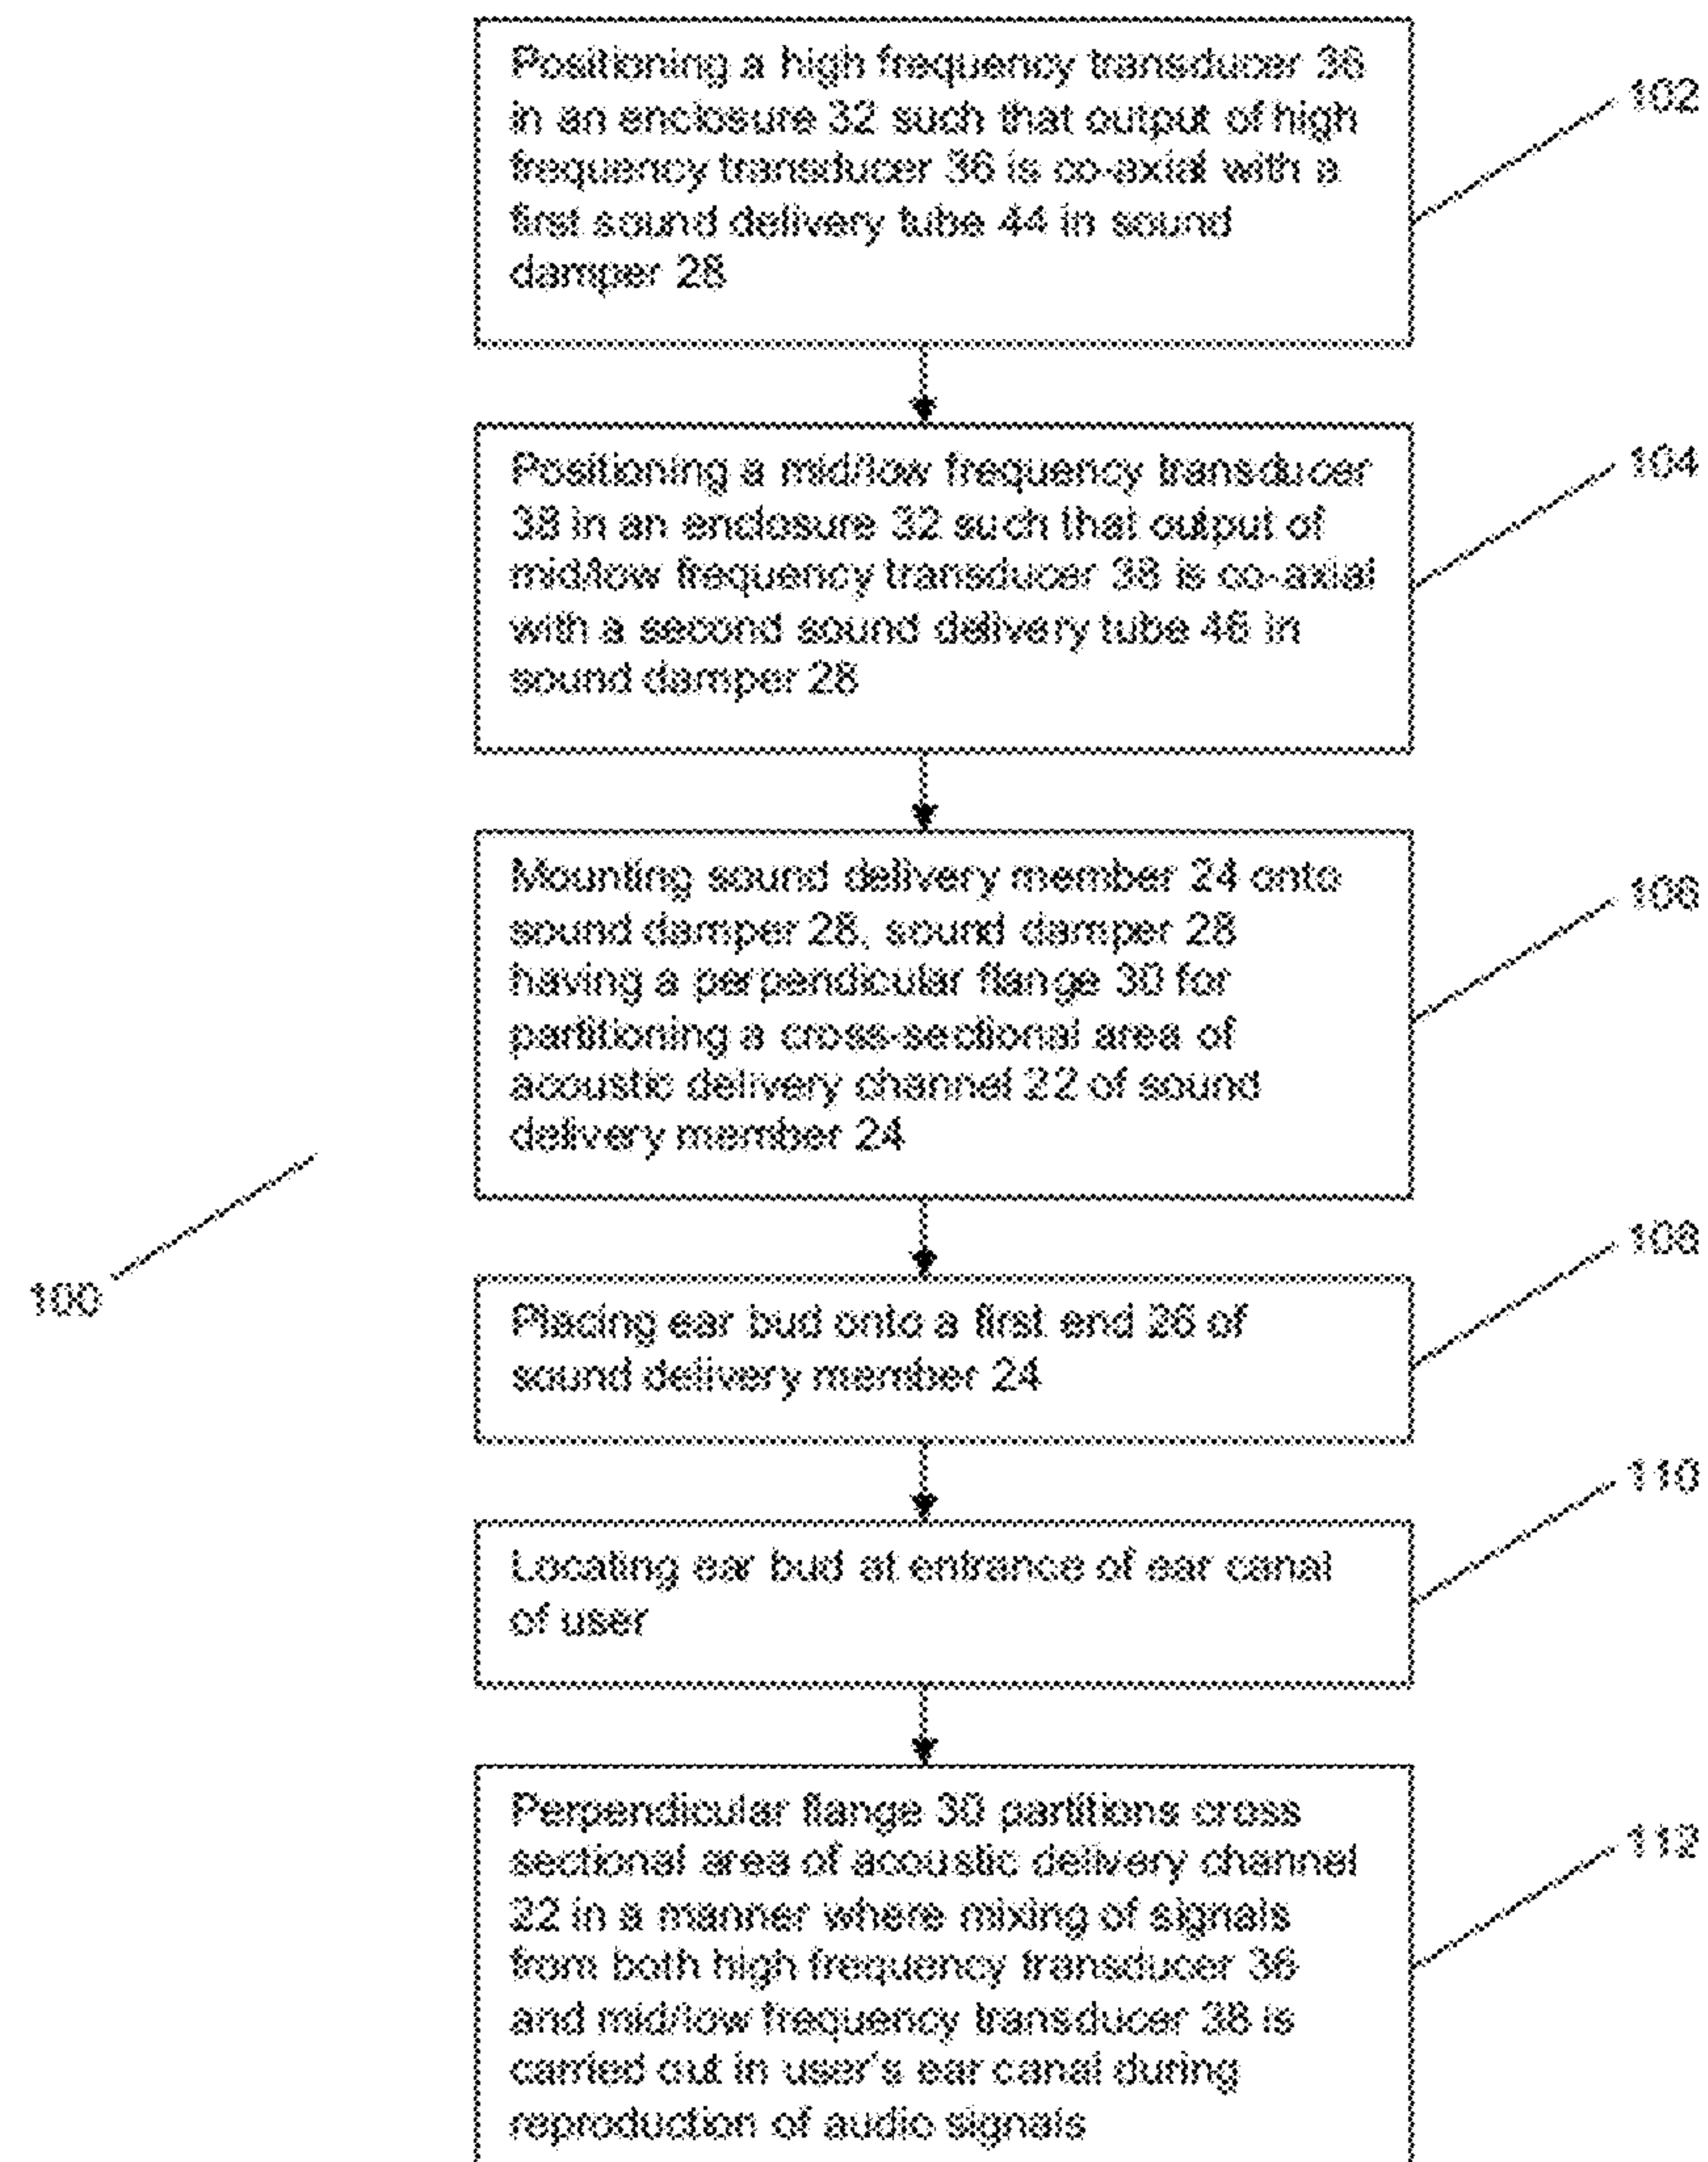 Positioning a high frequency transducer 36
in an enclosure 32 such that output of high
frequency transducer 36 is co-axial with a
first sound delivery tube 44 in sound
damper 28
102
Positioning a mid/low frequency transducer
38 in an enclosure 32 such that output of
mid/low frequency transducer 38 is co-axial
with a second sound delivery tube 46 in
sound damper 28
104
Mounting sound delivery member 24 onto
sound damper 28, sound damper 28
having a perpendicular flange 30 for
partitioning a cross-sectional area of
acoustic delivery channel 22 of sound
delivery member 24
106
100
Placing ear bud onto a first end 26 of
sound delivery member 24
108
Locating ear bud at entrance of ear canal
of user
110
Perpendicular flange 30 partitions cross
sectional area of acoustic delivery channel
22 in a manner where mixing of signals
from both high frequency transducer 36
and mid/low frequency transducer 38 is
carried out in user's ear canal during
reproduction of audio signals
112